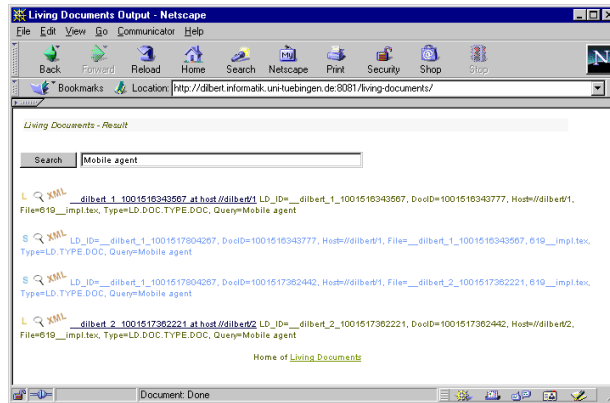 Living Documents Output - Netscape
File Edit View Go Communicator Help
Back Forward Reload Home Search Netscape Print Security Shop Stop
My
N
Bookmarks Location: http://dilbert.informatik.uni-tuebingen.de:8081/living-documents/
Living Documents - Result
Search Mobile agent
L XML __dilbert_1_1001516343567 at host //dilbert/1 LD_ID=__dilbert_1_1001516343567, DocID=1001516343777, Host=//dilbert/1,
File=619__impl.tex, Type=LD.DOC.TYPE.DOC, Query=Mobile agent
S XML LD_ID=__dilbert_1_1001517804267, DocID=1001516343777, Host=//dilbert/1, File=__dilbert_1_1001516343567, 619__impl.tex,
Type=LD.TYPE.DOC, Query=Mobile agent
S XML LD_ID=__dilbert_1_1001517804267, DocID=1001517362442, Host=//dilbert/1, File=__dilbert_2_1001517362221, 619__impl.tex,
Type=LD.TYPE.DOC, Query=Mobile agent
L XML __dilbert_2_1001517362221 at host //dilbert/2 LD_ID=__dilbert_2_1001517362221, DocID=1001517362442, Host=//dilbert/2,
File=619__impl.tex, Type=LD.DOC.TYPE.DOC, Query=Mobile agent
Home of Living Documents
Document: Done